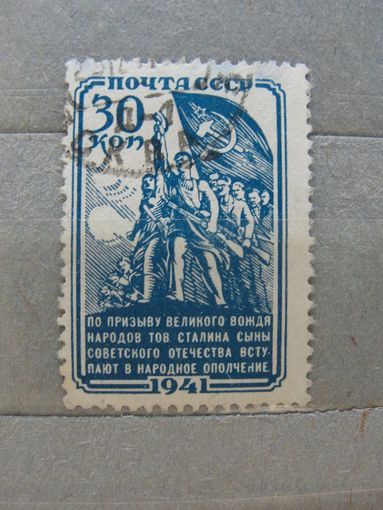 ПОЧТА СССР
30
КОП
ПО ПРИЗЫВУ ВЕЛИКОГО ВОЖДЯ
НАРОДОВ ТОВ. СТАЛИНА СЫНЫ
СОВЕТСКОГО ОТЕЧЕСТВА ВСТУ-
ПАЮТ В НАРОДНОЕ ОПОЛЧЕНИЕ.
1941